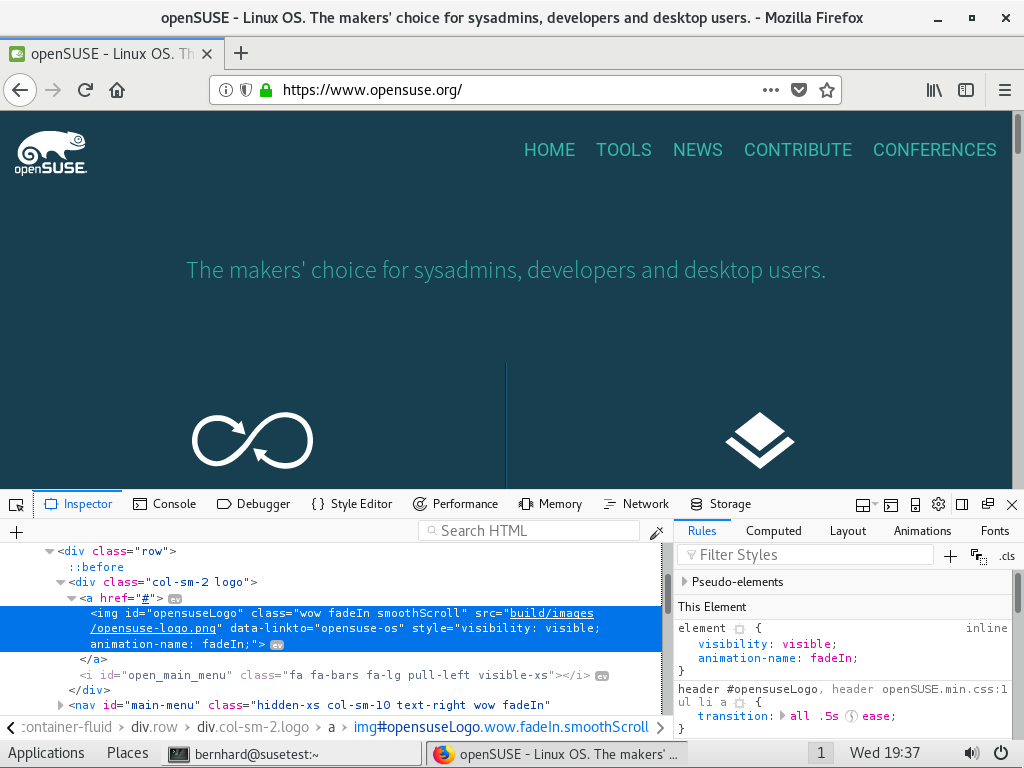 openSUSE - Linux OS. The makers' choice for sysadmins, developers and desktop users. - Mozilla Firefox
openSUSE - Linux OS. Th
https://www.opensuse.org/
openSUSE.
HOME TOOLS NEWS CONTRIBUTE CONFERENCES
The makers' choice for sysadmins, developers and desktop users.
Inspector Console Debugger { } Style Editor Performance Memory Network Storage
Search HTML
<div class="row">
::before
<div class="col-sm-2 logo">
<a href="#"> ev
<img id="opensuseLogo" class="wow fadeIn smoothScroll" src="build/images
/opensuse-logo.png" data-linkto="opensuse-os" style="visibility: visible;
animation-name: fadeIn;"> ev
</a>
<i id="open_main_menu" class="fa fa-bars fa-lg pull-left visible-xs"></i> ev
</div>
<nav id="main-menu" class="hidden-xs col-sm-10 text-right wow fadeIn"
container-fluid div.row div.col-sm-2.logo a img#opensuseLogo.wow.fadeIn.smoothScroll
Rules Computed Layout Animations Fonts
Filter Styles .cls
Pseudo-elements
This Element
element { inline
visibility: visible;
animation-name: fadeIn;
}
header #opensuseLogo, header openSUSE.min.css:1
ul li a {
transition: all .5s ease;
}
Applications Places bernhard@susetest:~ openSUSE - Linux OS. The makers' ... 1 Wed 19:37